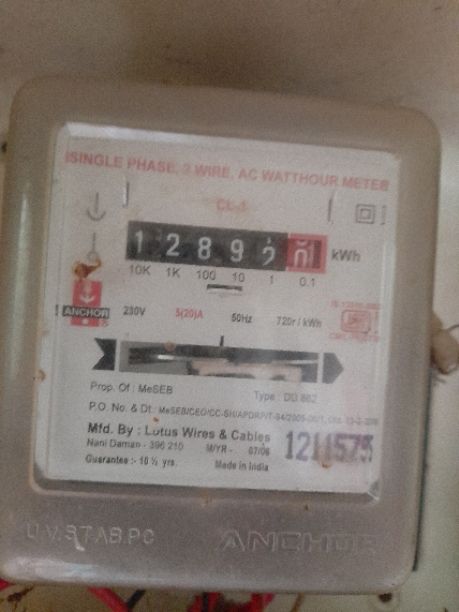 SINGLE PHASE, 2 WIRE, AC WATTHOUR METER
1 2 8 9 kWh
10K 1K 100 10 1 0.1
ANCHOR ® 230V 5(20)A 50Hz 720r / kWh
Prop. Of : MeSEB Type : DD 862
P.O. No. & Dt.:
Mfd. By : Lotus Wires & Cables
Nani Daman - 396 210 M/YR - 07/06
Guarantee :- 10 ½ yrs. Made in India
1211575
ANCHOR